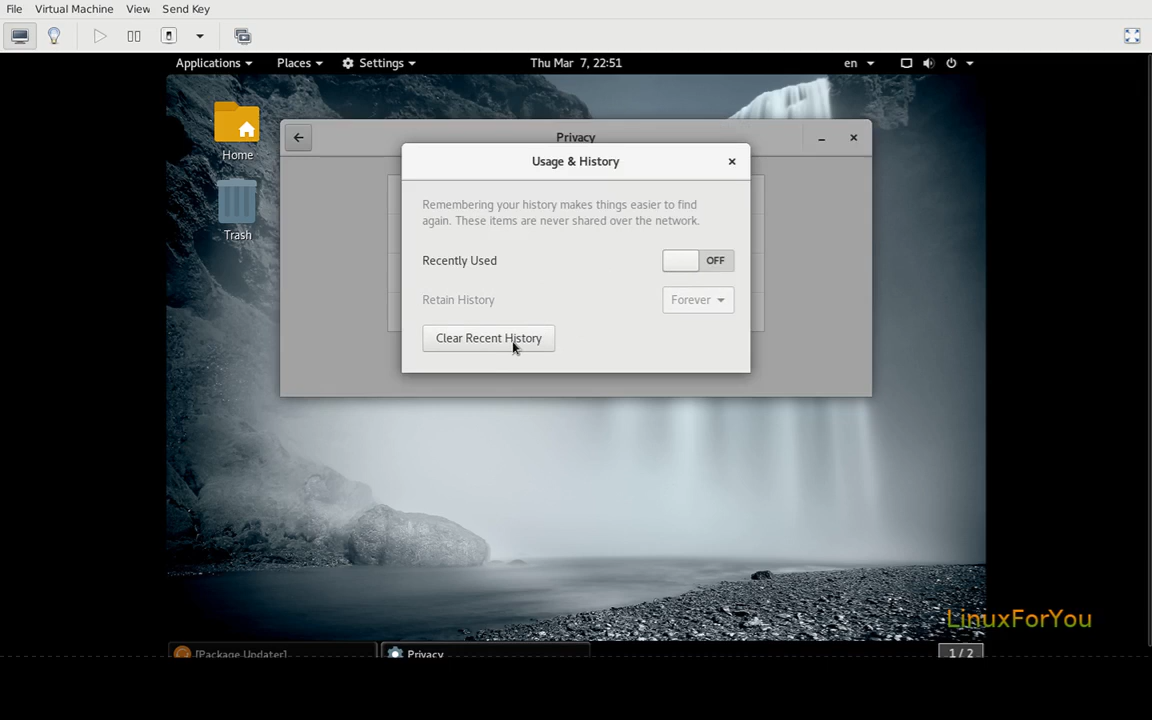 File Virtual Machine View Send Key
Applications Places Settings Thu Mar 7, 22:51 en
Home
Trash
Privacy
Usage & History
Remembering your history makes things easier to find
again. These items are never shared over the network.
Recently Used OFF
Retain History Forever
Clear Recent History
LinuxForYou
[Package Updater] Privacy 1 / 2